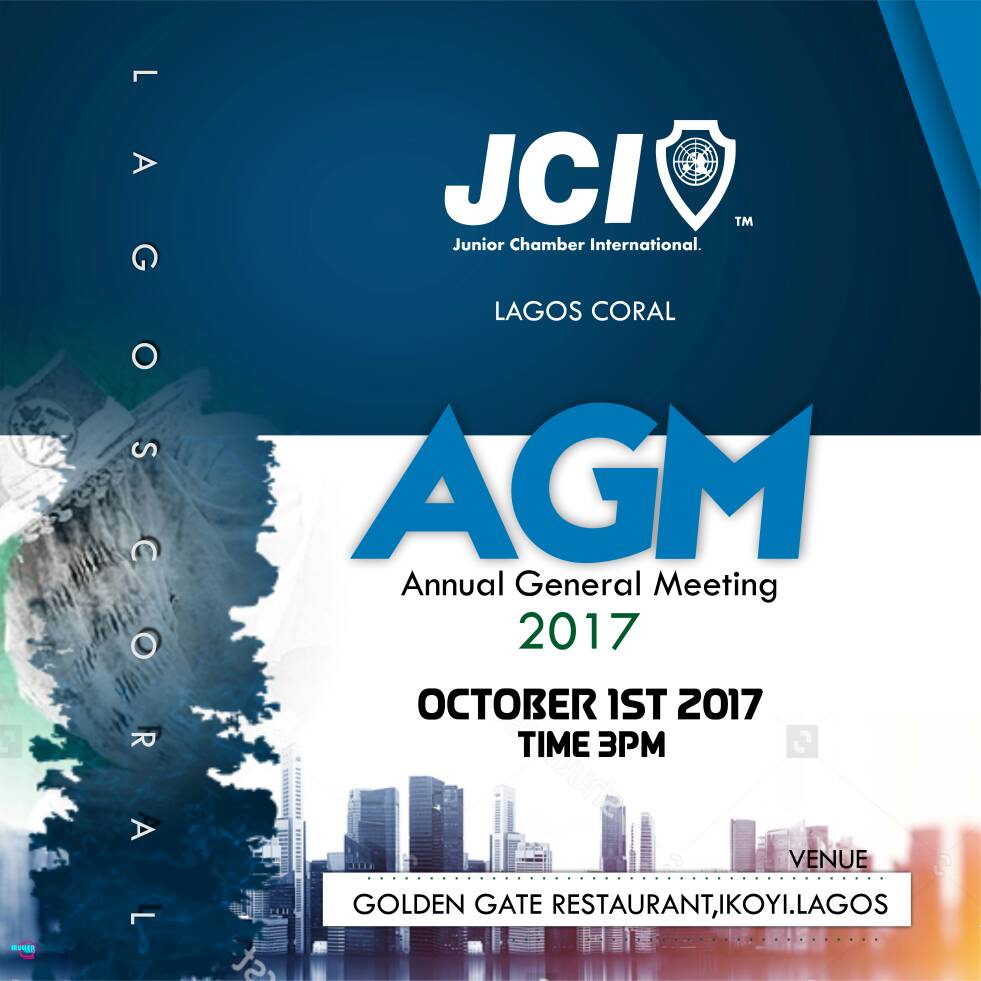 LAGOS CORAL
JCI
TM
Junior Chamber International.
LAGOS CORAL
AGM
Annual General Meeting
2017
OCTOBER 1ST 2017
TIME 3PM
VENUE
GOLDEN GATE RESTAURANT,IKOYI.LAGOS